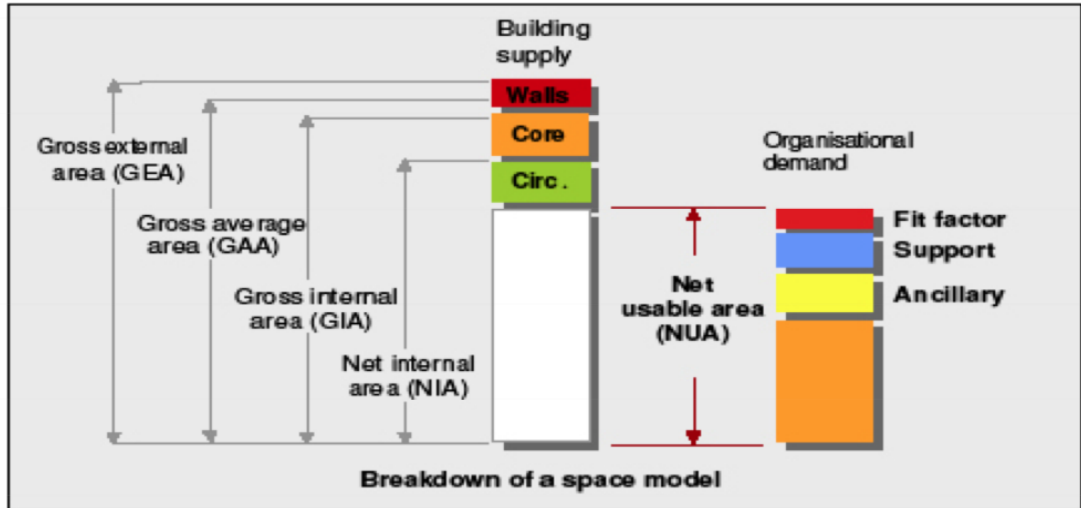 Building
supply
Walls
Core
Circ.
Gross external
area (GEA)
Gross average
area (GAA)
Gross internal
area (GIA)
Net internal
area (NIA)
Net
usable area
(NUA)
Organisational
demand
Fit factor
Support
Ancillary
Breakdown of a space model